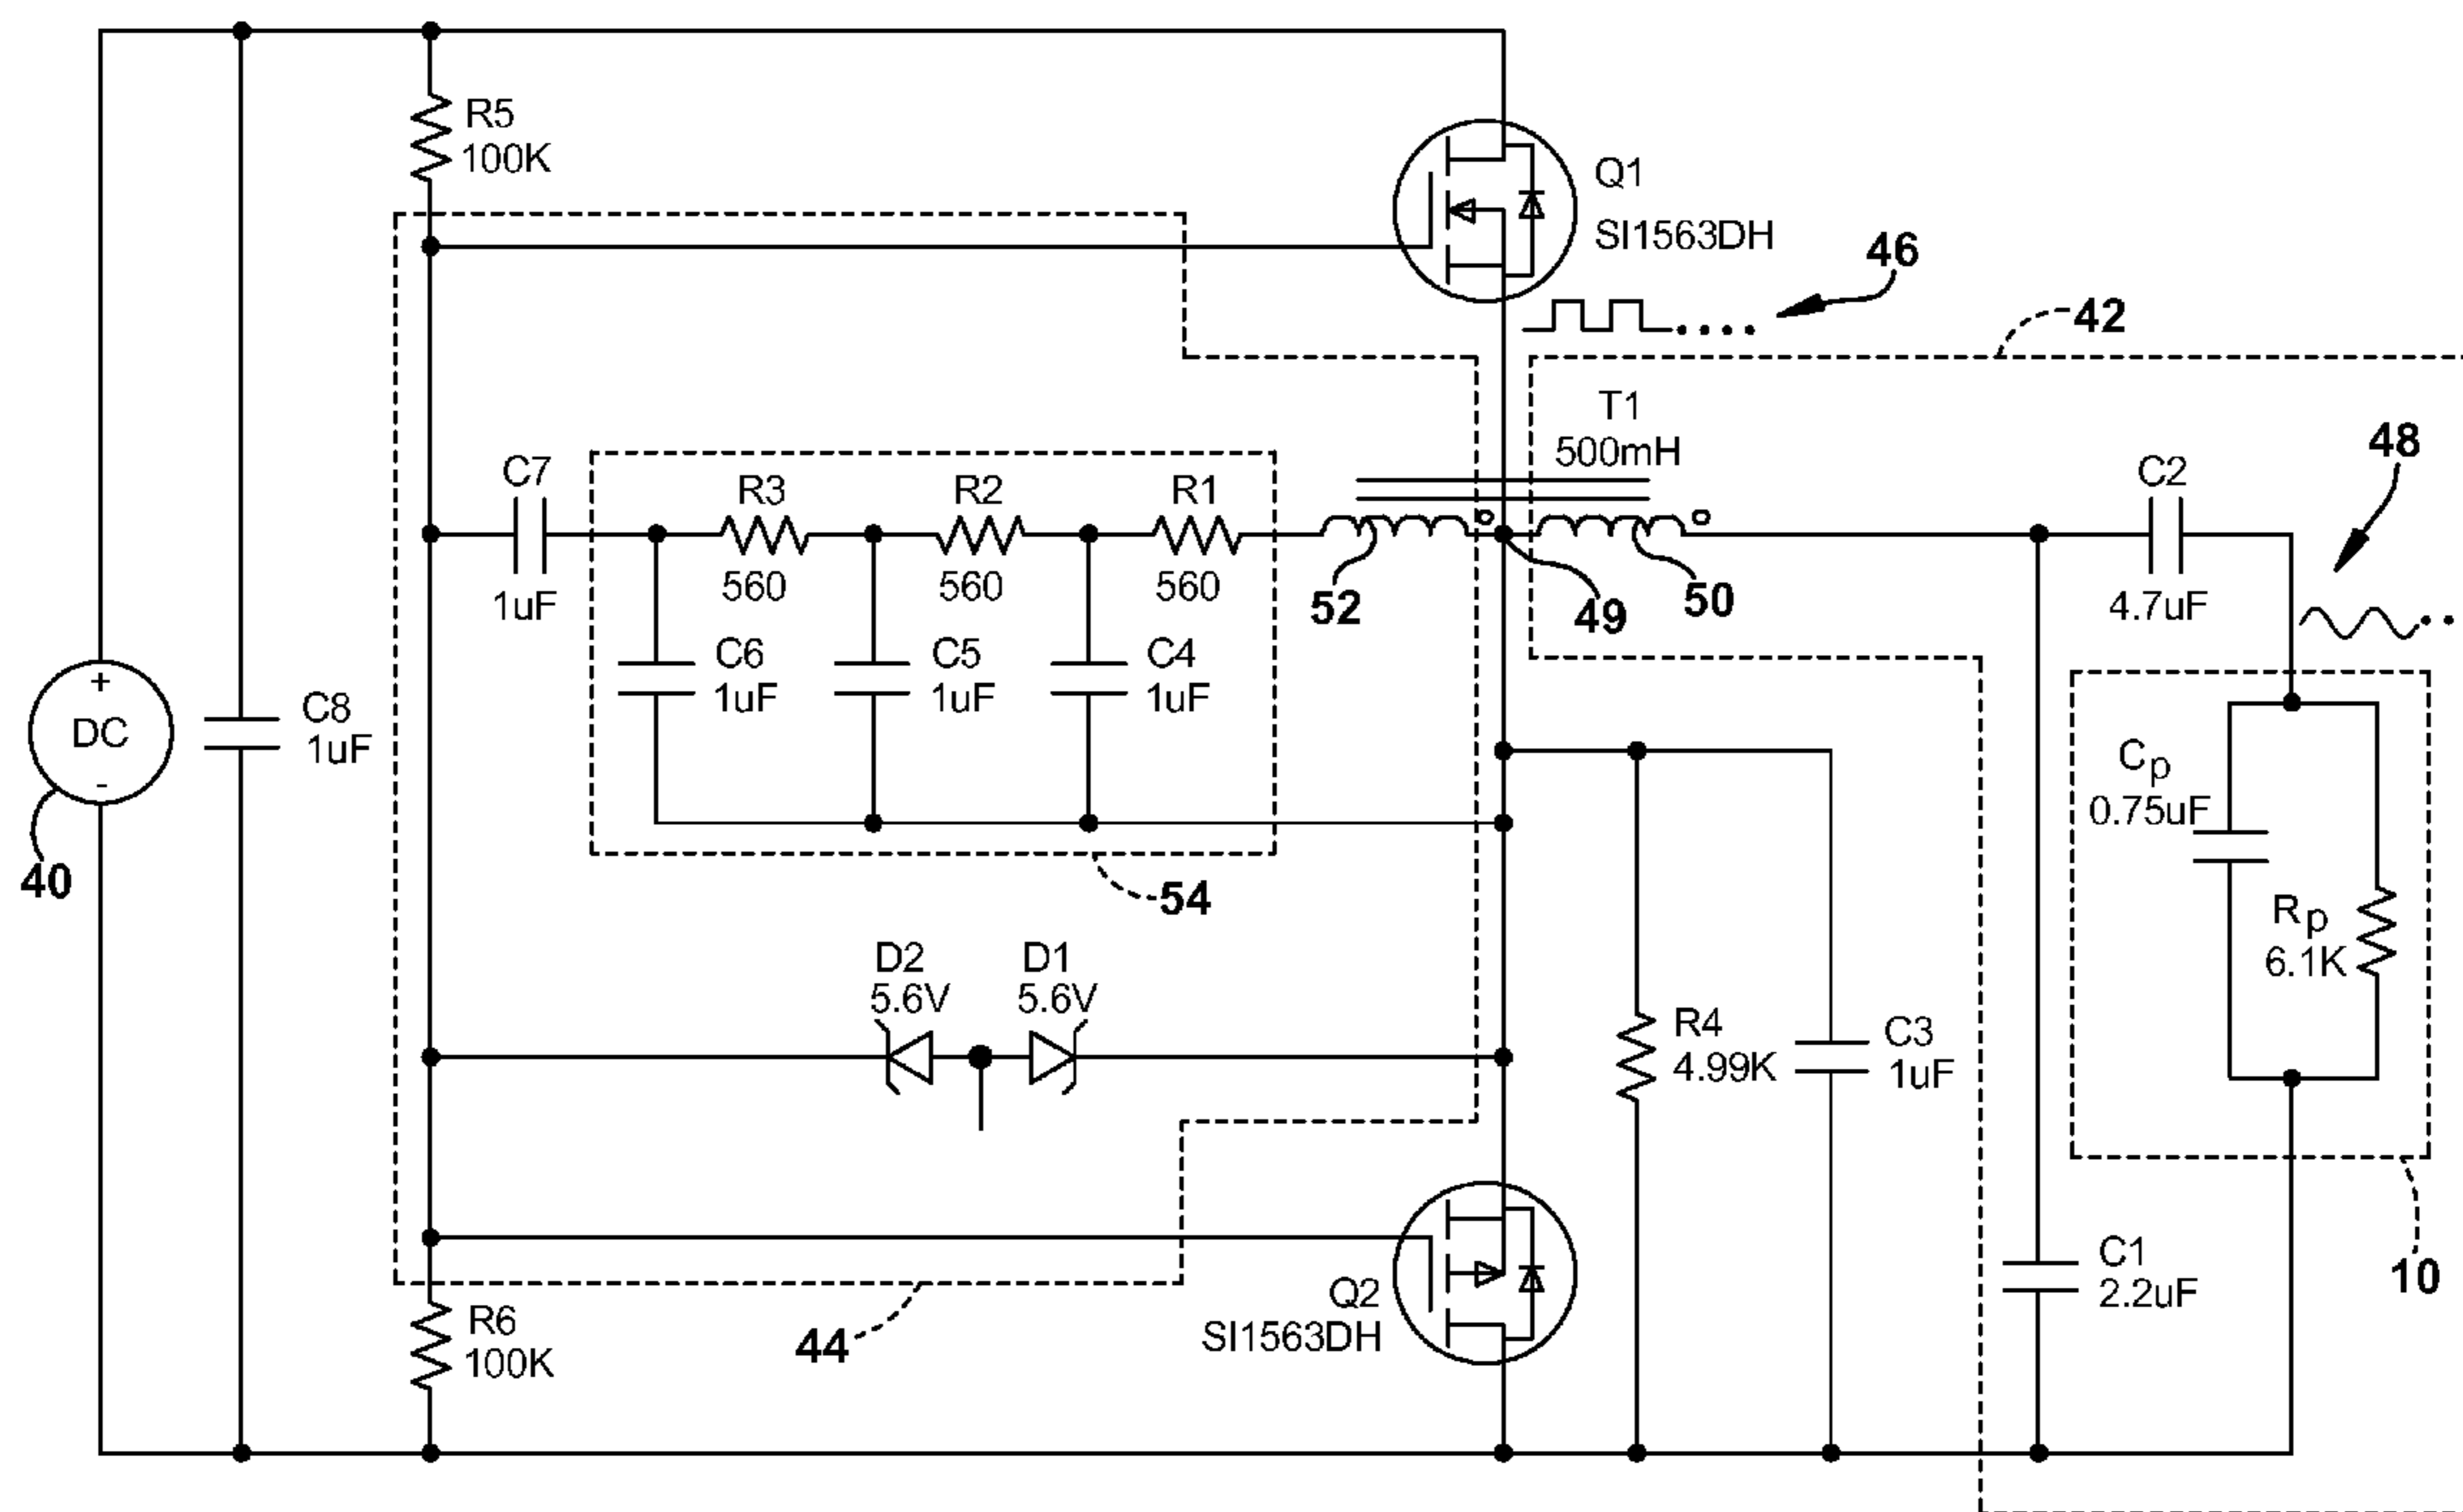 R5
100K
Q1
SI1563DH
46
42
T1
500mH
48
C7
1uF
R3
560
R2
560
R1
560
52
49
50
C2
4.7uF
C6
1uF
C5
1uF
C4
1uF
+
DC
-
40
C8
1uF
54
Cp
0.75uF
Rp
6.1K
D2
5.6V
D1
5.6V
R4
4.99K
C3
1uF
Q2
SI1563DH
C1
2.2uF
10
R6
100K
44